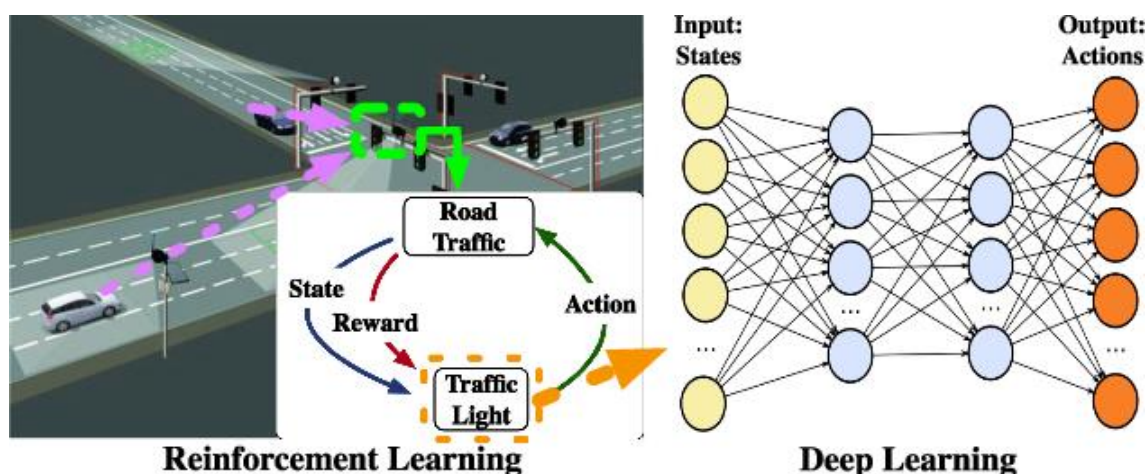 Input:
States
Output:
Actions
Road
Traffic
State
Reward
Action
Traffic
Light
...
...
...
...
Reinforcement Learning
Deep Learning